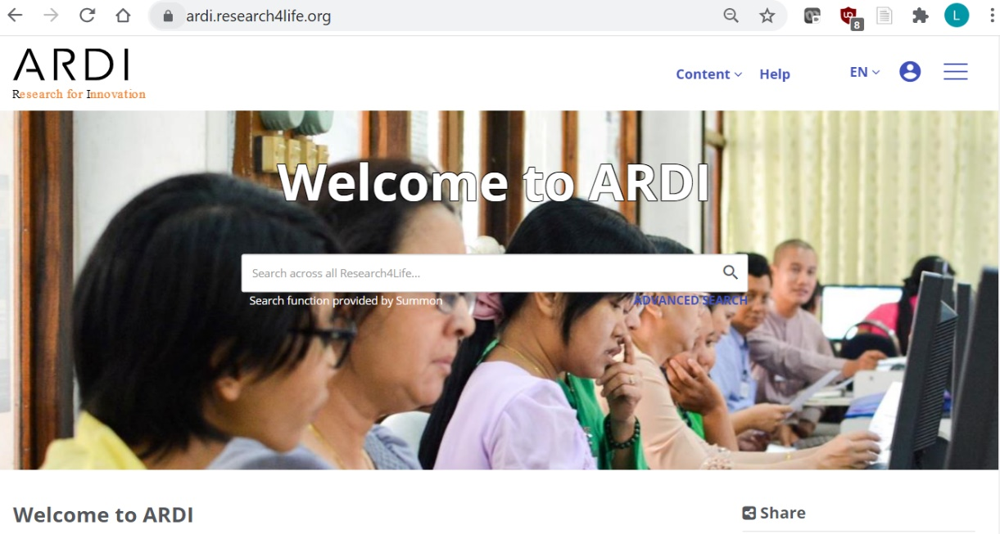 ardi.research4life.org
8
L
ARDI
Research for Innovation
Content
Help
EN
Welcome to ARDI
Search across all Research4Life...
Search function provided by Summon
ADVANCED SEARCH
Welcome to ARDI
Share